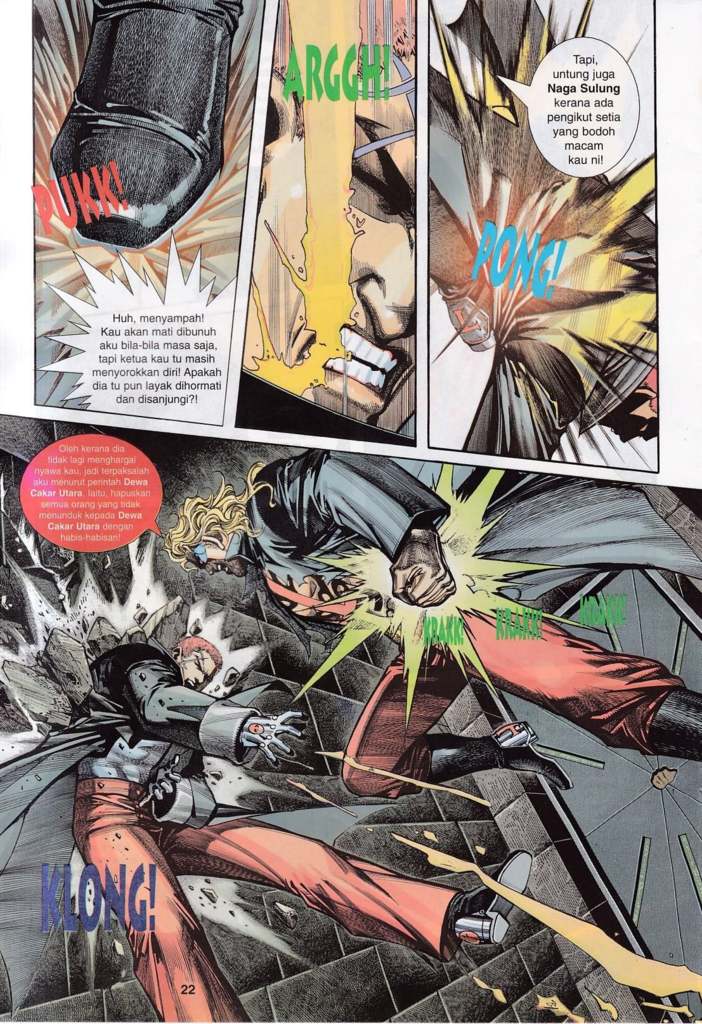 PUKK!
Huh, menyampah!
Kau akan mati dibunuh
aku bila-bila masa saja,
tapi ketua kau tu masih
menyorokkan diri! Apakah
dia tu pun layak dihormati
dan disanjungi?!
ARGGH!
Tapi,
untung juga
Naga Sulung
kerana ada
pengikut setia
yang bodoh
macam
kau ni!
PONG!
Oleh kerana dia
tidak lagi menghargai
nyawa kau, jadi terpaksalah
aku menurut perintah Dewa
Cakar Utara. Iaitu, hapuskan
semua orang yang tidak
menunduk kepada Dewa
Cakar Utara dengan
habis-habisan!
KRAKK!
KRAKK!
KRAKK!
KLONG!
22